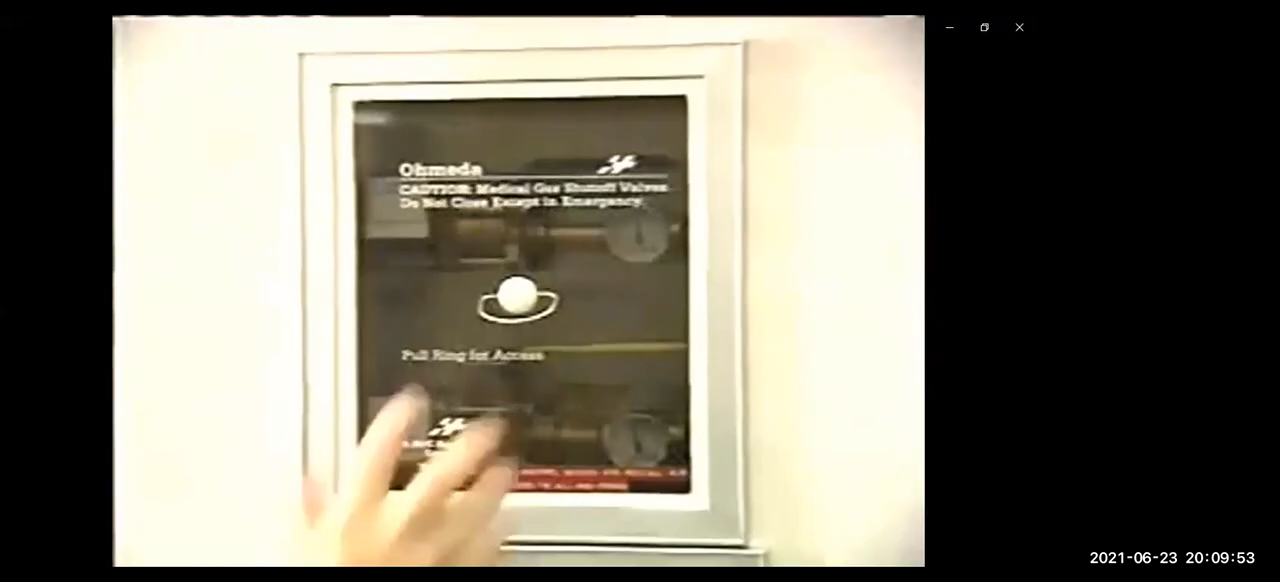 Ohmeda
CAUTION: Medical Gas Shutoff Valves
Do Not Close Except in Emergency.
Pull Ring for Access
2021-06-23 20:09:53